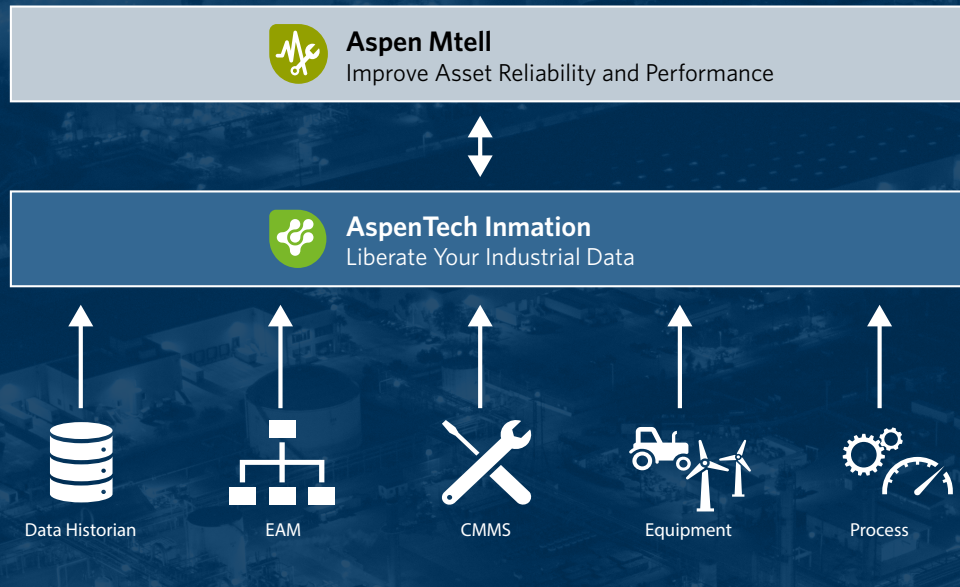 Aspen Mtell
Improve Asset Reliability and Performance
AspenTech Inmation
Liberate Your Industrial Data
Data Historian
EAM
CMMS
Equipment
Process